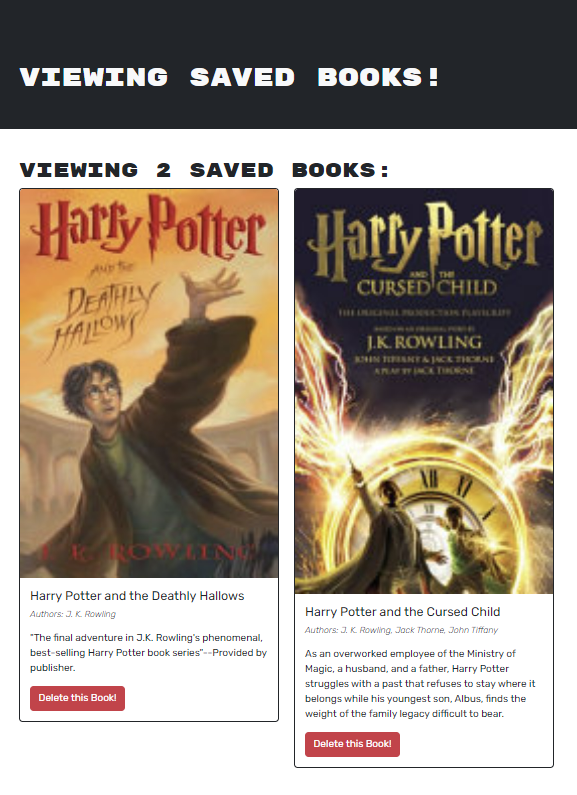 VIEWING SAVED BOOKS!
VIEWING 2 SAVED BOOKS:
Harry Potter
AND THE
DEATHLY
HALLOWS
J. K. ROWLING
Harry Potter and the Deathly Hallows
Authors: J. K. Rowling
"The final adventure in J.K. Rowling's phenomenal,
best-selling Harry Potter book series"--Provided by
publisher.
Delete this Book!
Harry Potter
AND THE
CURSED CHILD
THE ORIGINAL PRODUCTION PLAYSCRIPT
BASED ON AN ORIGINAL STORY BY
J.K. ROWLING
JOHN TIFFANY & JACK THORNE
A PLAY BY JACK THORNE
XII
Harry Potter and the Cursed Child
Authors: J. K. Rowling, Jack Thorne, John Tiffany
As an overworked employee of the Ministry of
Magic, a husband, and a father, Harry Potter
struggles with a past that refuses to stay where it
belongs while his youngest son, Albus, finds the
weight of the family legacy difficult to bear.
Delete this Book!